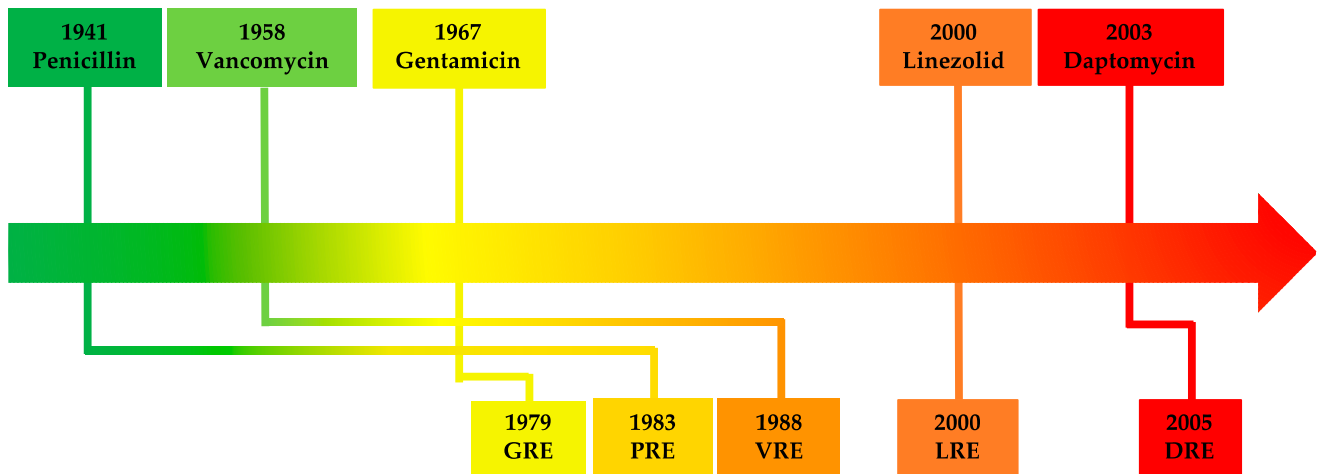 1941
Penicillin
1958
Vancomycin
1967
Gentamicin
2000
Linezolid
2003
Daptomycin
1979
GRE
1983
PRE
1988
VRE
2000
LRE
2005
DRE